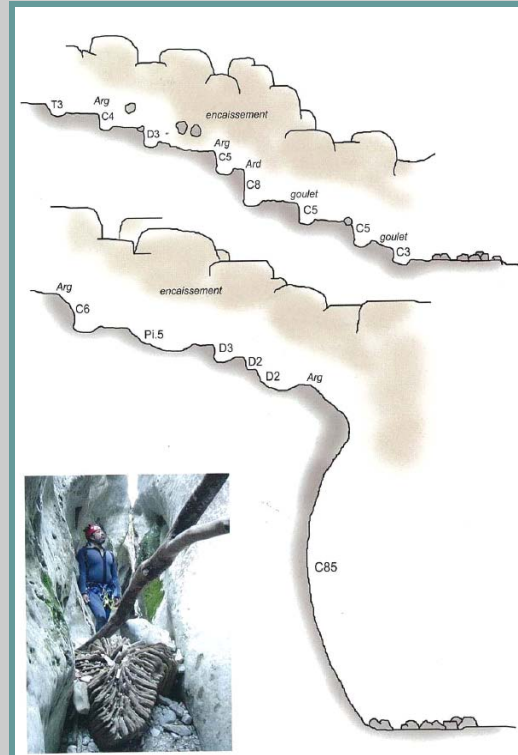 T3
Arg
C4
encaissement
D3
Arg
C5
Ard
C8
goulet
C5
C5
goulet
C3
Arg
C6
encaissement
Pi.5
D3
D2
D2
Arg
C85